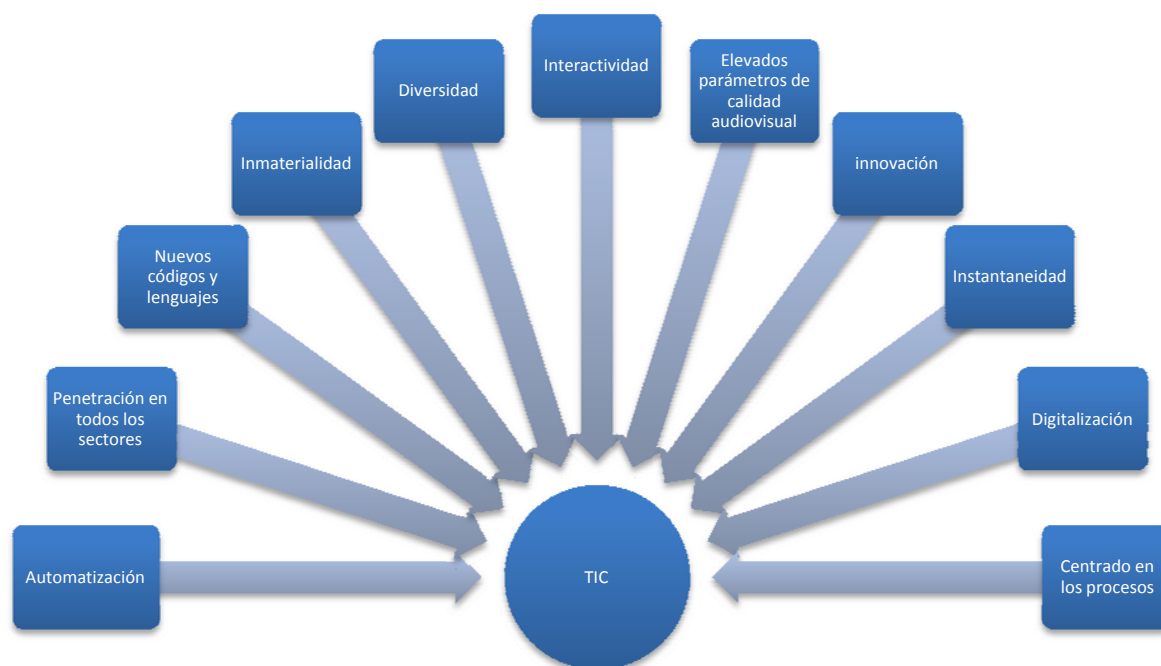 Interactividad
Elevados
parámetros de
calidad
audiovisual
Diversidad
innovación
Inmaterialidad
Nuevos
códigos y
lenguajes
Instantaneidad
Penetración en
todos los
sectores
Digitalización
Automatización
TIC
Centrado en
los procesos